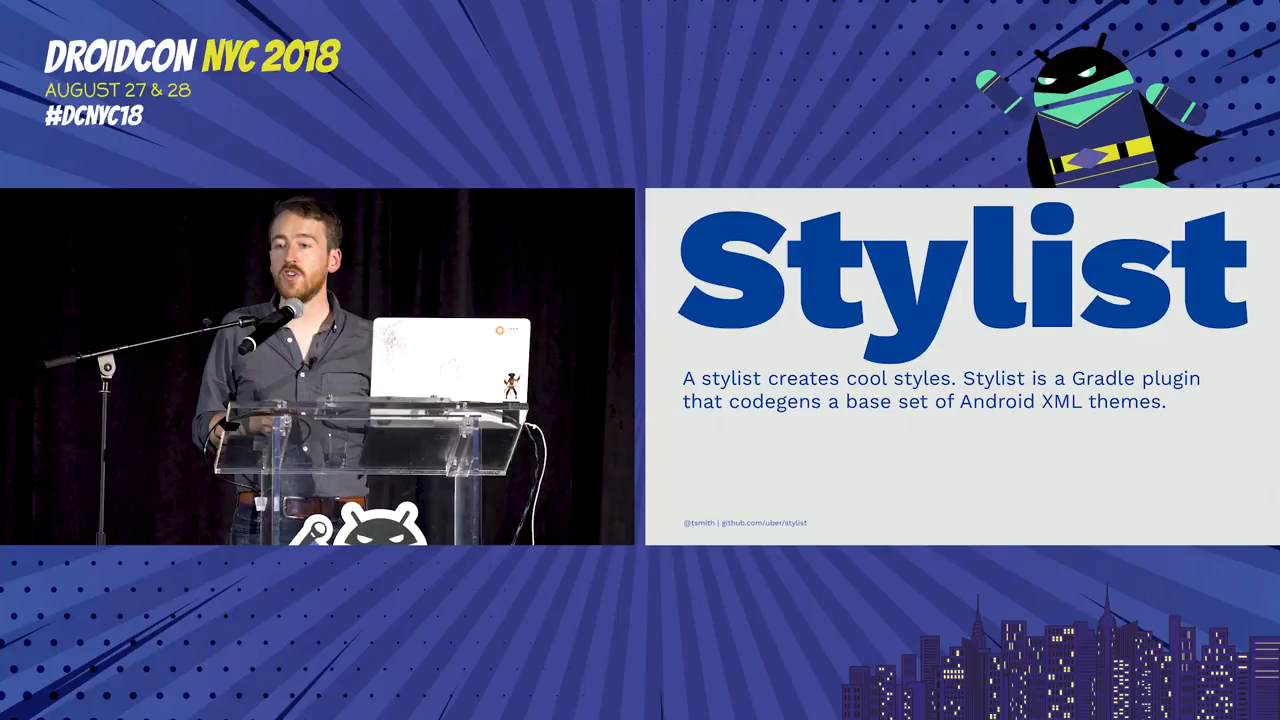 DROIDCON NYC 2018
AUGUST 27 & 28
#DCNYC18
Stylist
A stylist creates cool styles. Stylist is a Gradle plugin
that codegens a base set of Android XML themes.
@tsmith | github.com/uber/stylist